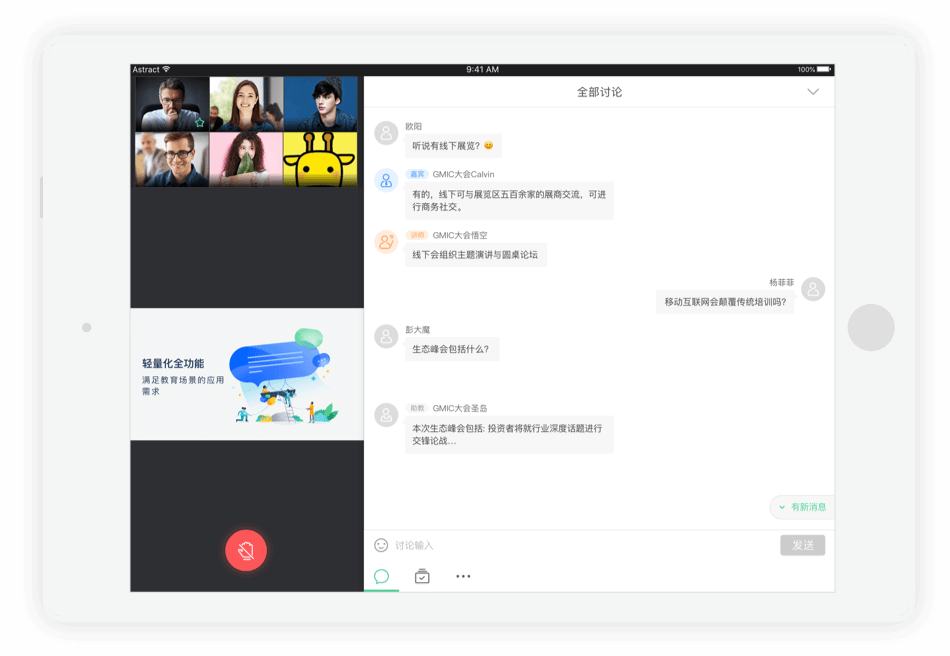 Astract
9:41 AM
100%
全部讨论
欧阳
听说有线下展览?
嘉宾 GMIC大会Calvin
有的，线下可与展览区五百余家的展商交流，可进
行商务社交。
讲师 GMIC大会悟空
线下会组织主题演讲与圆桌论坛
杨菲菲
移动互联网会颠覆传统培训吗?
彭大魔
生态峰会包括什么?
助教 GMIC大会圣岛
本次生态峰会包括: 投资者将就行业深度话题进行
交锋论战...
有新消息
讨论输入
发送
轻量化全功能
满足教育场景的应用
需求